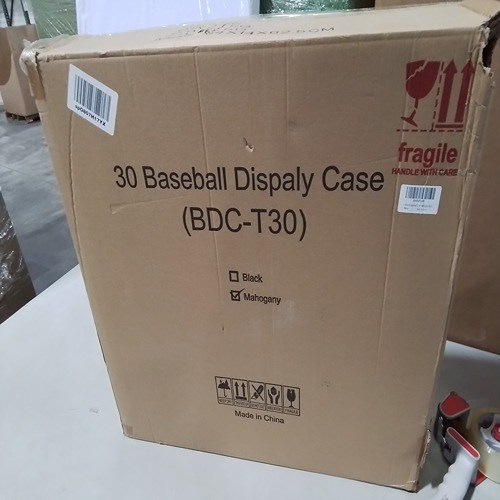 fragile
HANDLE WITH CARE
30 Baseball Dispaly Case
(BDC-T30)
Black
Mahogany
Made in China